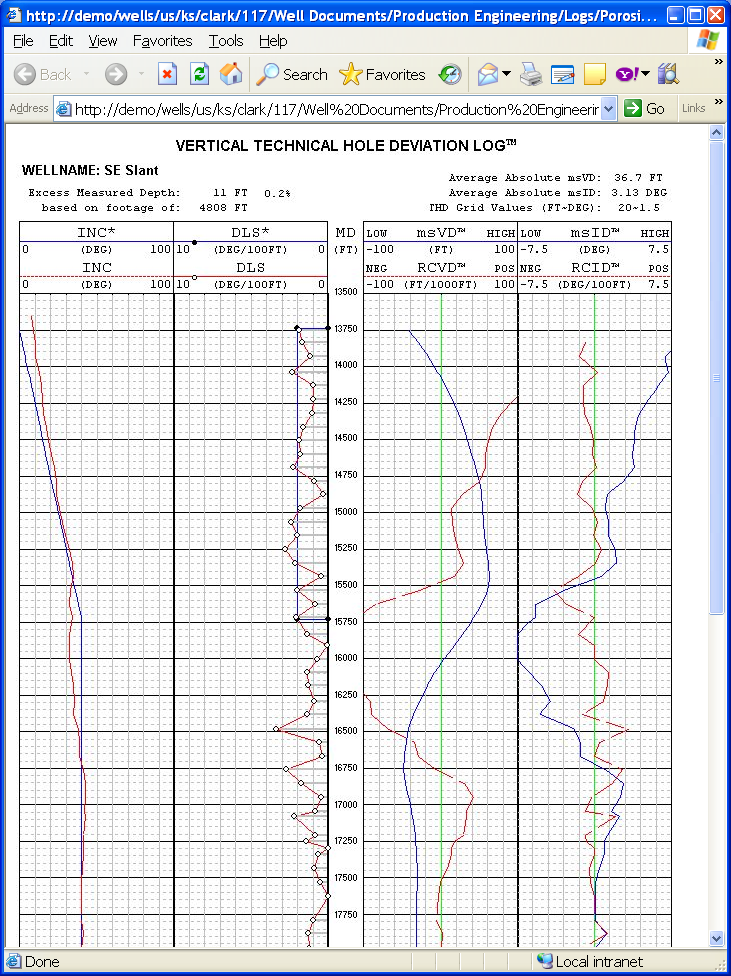 http://demo/wells/us/ks/clark/117/Well Documents/Production Engineering/Logs/Porosi...
File Edit View Favorites Tools Help
Back Search Favorites Y! »
Address http://demo/wells/us/ks/clark/117/Well%20Documents/Production%20Engineerir Go Links »
VERTICAL TECHNICAL HOLE DEVIATION LOG™
WELLNAME: SE Slant
Average Absolute msVD: 36.7 FT
Excess Measured Depth: 11 FT 0.2%
Average Absolute msID: 3.13 DEG
based on footage of: 4808 FT
THD Grid Values (FT~DEG): 20~1.5
INC* DLS* MD LOW msVD™ HIGH LOW msID™ HIGH
0 (DEG) 100 10 (DEG/100FT) 0 (FT) -100 (FT) 100 -7.5 (DEG) 7.5
INC DLS NEG RCVD™ POS NEG RCID™ POS
0 (DEG) 100 10 (DEG/100FT) 0 -100 (FT/1000FT) 100 -7.5 (DEG/100FT) 7.5
13500
13750
14000
14250
14500
14750
15000
15250
15500
15750
16000
16250
16500
16750
17000
17250
17500
17750
Done Local intranet